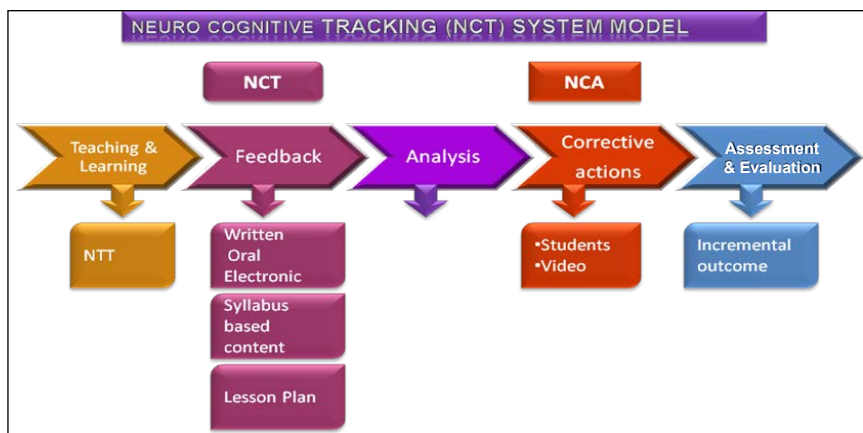 NEURO COGNITIVE TRACKING (NCT) SYSTEM MODEL
NCT
NCA
Teaching &
Learning
Feedback
Analysis
Corrective
actions
Assessment
& Evaluation
NTT
Written
Oral
Electronic
Syllabus
based
content
Lesson Plan
•Students
•Video
Incremental
outcome